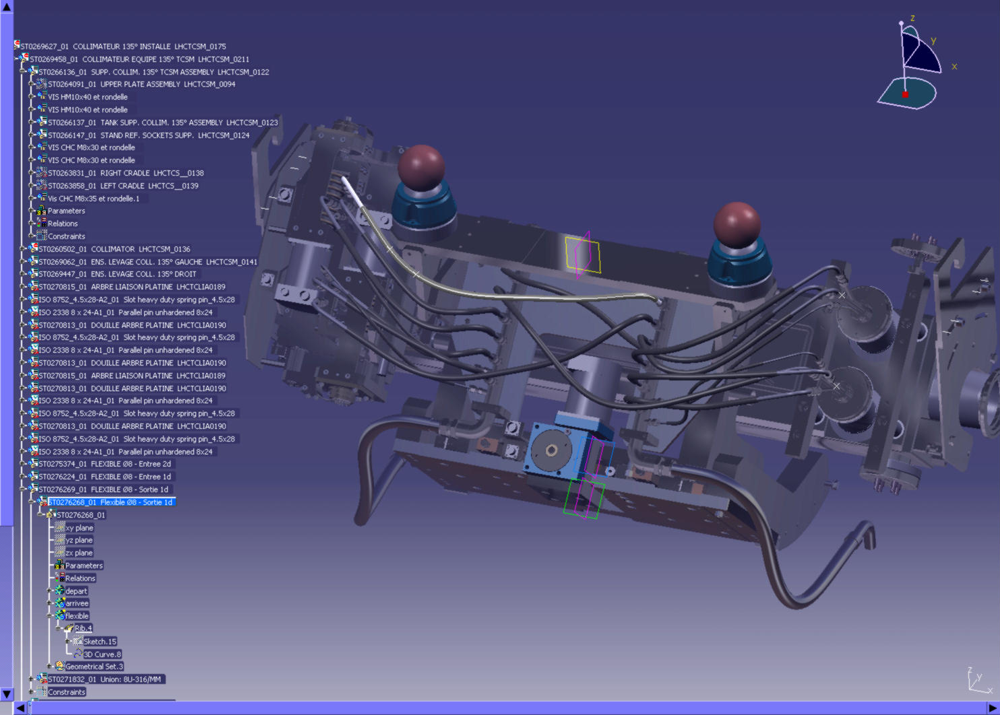 z
y
x
ST0269627_01 COLLIMATEUR 135° INSTALLE LHCTCSM_0175
ST0269458_01 COLLIMATEUR EQUIPE 135° TCSM LHCTCSM_0211
ST0266136_01 SUPP. COLLIM. 135° TCSM ASSEMBLY LHCTCSM_0122
ST0264091_01 UPPER PLATE ASSEMBLY LHCTCSM_0094
VIS HM10x40 et rondelle
VIS HM10x40 et rondelle
ST0266137_01 TANK SUPP. COLLIM. 135° ASSEMBLY LHCTCSM_0123
ST0266147_01 STAND REF. SOCKETS SUPP. LHCTCSM_0124
VIS CHC M8x30 et rondelle
VIS CHC M8x30 et rondelle
ST0263831_01 RIGHT CRADLE LHCTCS__0138
ST0263858_01 LEFT CRADLE LHCTCS__0139
Vis CHC M8x35 et rondelle.1
Parameters
Relations
Constraints
ST0260502_01 COLLIMATOR LHCTCSM_0136
ST0269062_01 ENS. LEVAGE COLL. 135° GAUCHE LHCTCSM_0141
ST0269447_01 ENS. LEVAGE COLL. 135° DROIT
ST0270815_01 ARBRE LIAISON PLATINE LHCTCLIA0189
ISO 8752_4.5x28-A2_01 Slot heavy duty spring pin_4.5x28
ISO 2338 8 x 24-A1_01 Parallel pin unhardened 8x24
ST0270813_01 DOUILLE ARBRE PLATINE LHCTCLIA0190
ISO 8752_4.5x28-A2_01 Slot heavy duty spring pin_4.5x28
ISO 2338 8 x 24-A1_01 Parallel pin unhardened 8x24
ST0270813_01 DOUILLE ARBRE PLATINE LHCTCLIA0190
ST0270815_01 ARBRE LIAISON PLATINE LHCTCLIA0189
ST0270813_01 DOUILLE ARBRE PLATINE LHCTCLIA0190
ISO 2338 8 x 24-A1_01 Parallel pin unhardened 8x24
ISO 8752_4.5x28-A2_01 Slot heavy duty spring pin_4.5x28
ST0270813_01 DOUILLE ARBRE PLATINE LHCTCLIA0190
ISO 8752_4.5x28-A2_01 Slot heavy duty spring pin_4.5x28
ISO 2338 8 x 24-A1_01 Parallel pin unhardened 8x24
ST0275374_01 FLEXIBLE Ø8 - Entree 2d
ST0276224_01 FLEXIBLE Ø8 - Entree 1d
ST0276269_01 FLEXIBLE Ø8 - Sortie 1d
ST0276268_01 Flexible Ø8 - Sortie 1d
ST0276268_01
xy plane
yz plane
zx plane
Parameters
Relations
depart
arrivee
flexible
Rib.4
Sketch.15
3D Curve.8
Geometrical Set.3
ST0271832_01 Union: 8U-316/MM
Constraints
z
y
x